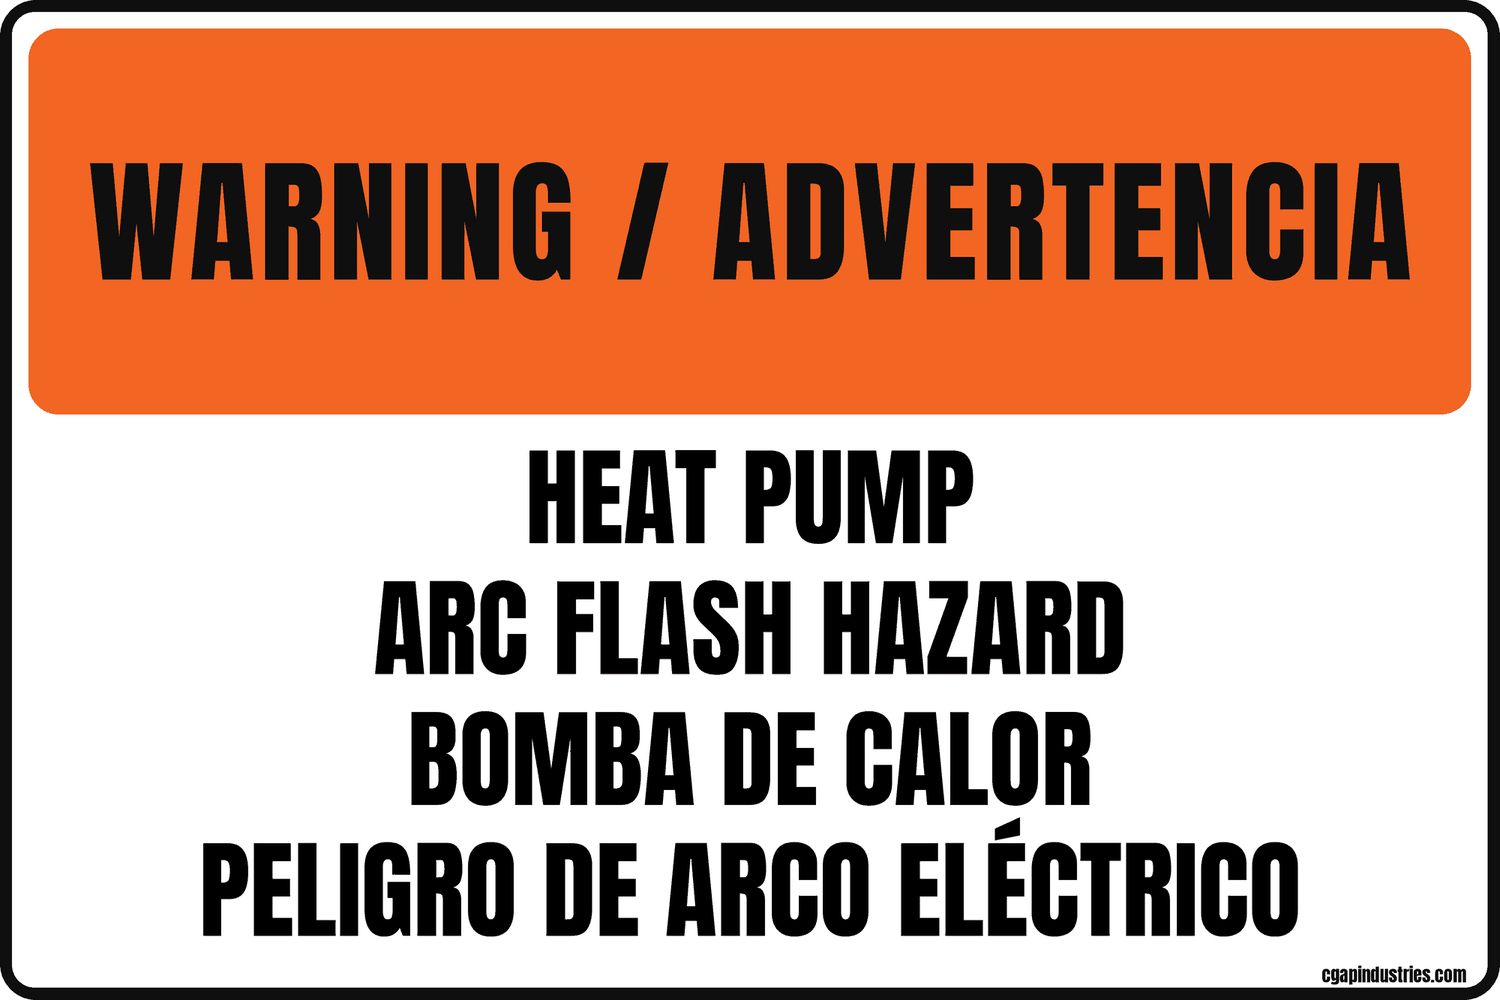 WARNING / ADVERTENCIA
HEAT PUMP
ARC FLASH HAZARD
BOMBA DE CALOR
PELIGRO DE ARCO ELÉCTRICO
cgapindustries.com